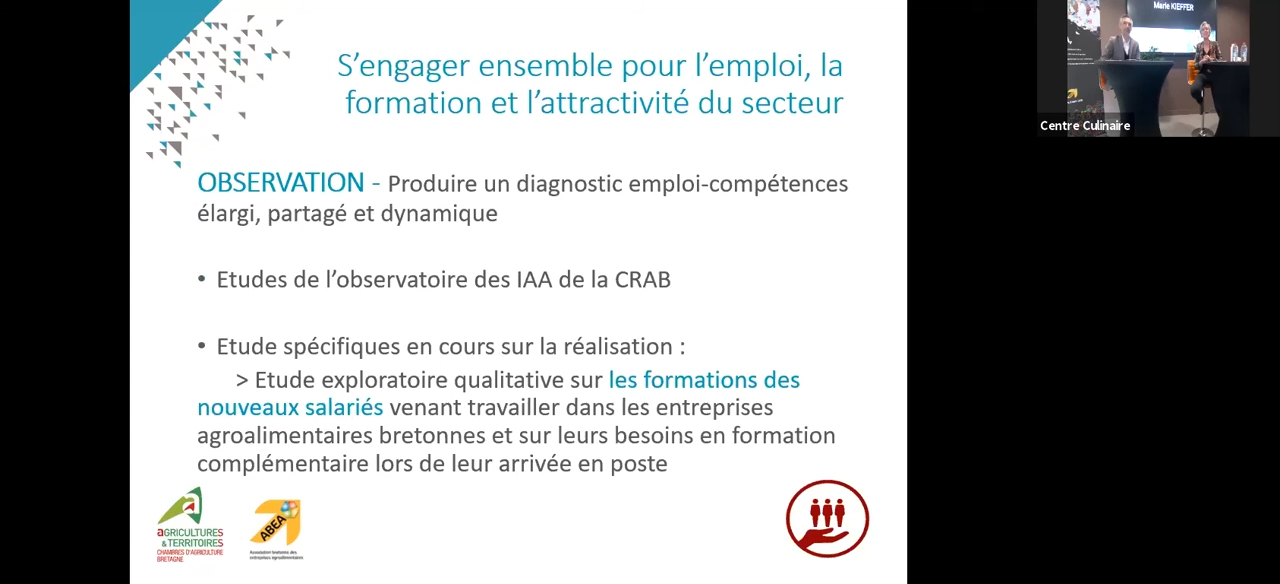 S’engager ensemble pour l’emploi, la
formation et l’attractivité du secteur
OBSERVATION - Produire un diagnostic emploi-compétences
élargi, partagé et dynamique
• Etudes de l’observatoire des IAA de la CRAB
• Etude spécifiques en cours sur la réalisation :
> Etude exploratoire qualitative sur les formations des
nouveaux salariés venant travailler dans les entreprises
agroalimentaires bretonnes et sur leurs besoins en formation
complémentaire lors de leur arrivée en poste
aGRICULTURES
& TERRITOIRES
CHAMBRES D'AGRICULTURE
BRETAGNE
ABEA
Association bretonne des
entreprises agroalimentaires
Marie KIEFFER
Centre Culinaire